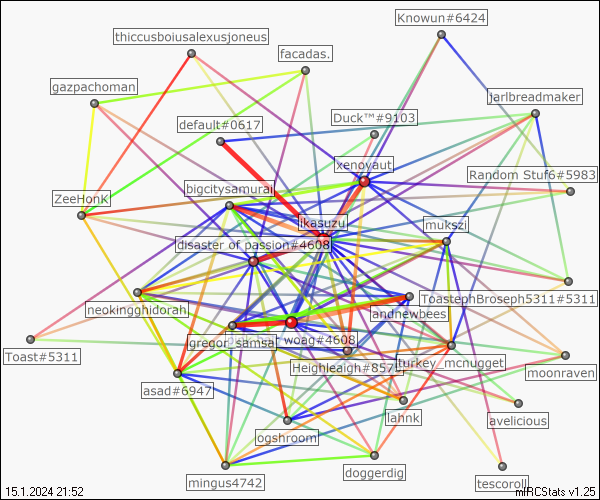 Knowun#6424
thiccusboiusalexusjoneus
facadas.
gazpachoman
jarlbreadmaker
Duck™#9103
default#0617
xenoyaut
Random Stuf6#5983
bigcitysamurai
ZeeHonK
ikasuzu
mukszi
disaster of passion#4608
ToastephBroseph5311#5311
neokingghidorah
andnewbees
woag#4608
gregor_samsa
Toast#5311
Heighleaigh#857
turkey_mcnugget
moonraven
asad#6947
lahnk
avelicious
ogshroom
doggerdig
mingus4742
tescoroll
15.1.2024 21:52
mIRCStats v1.25